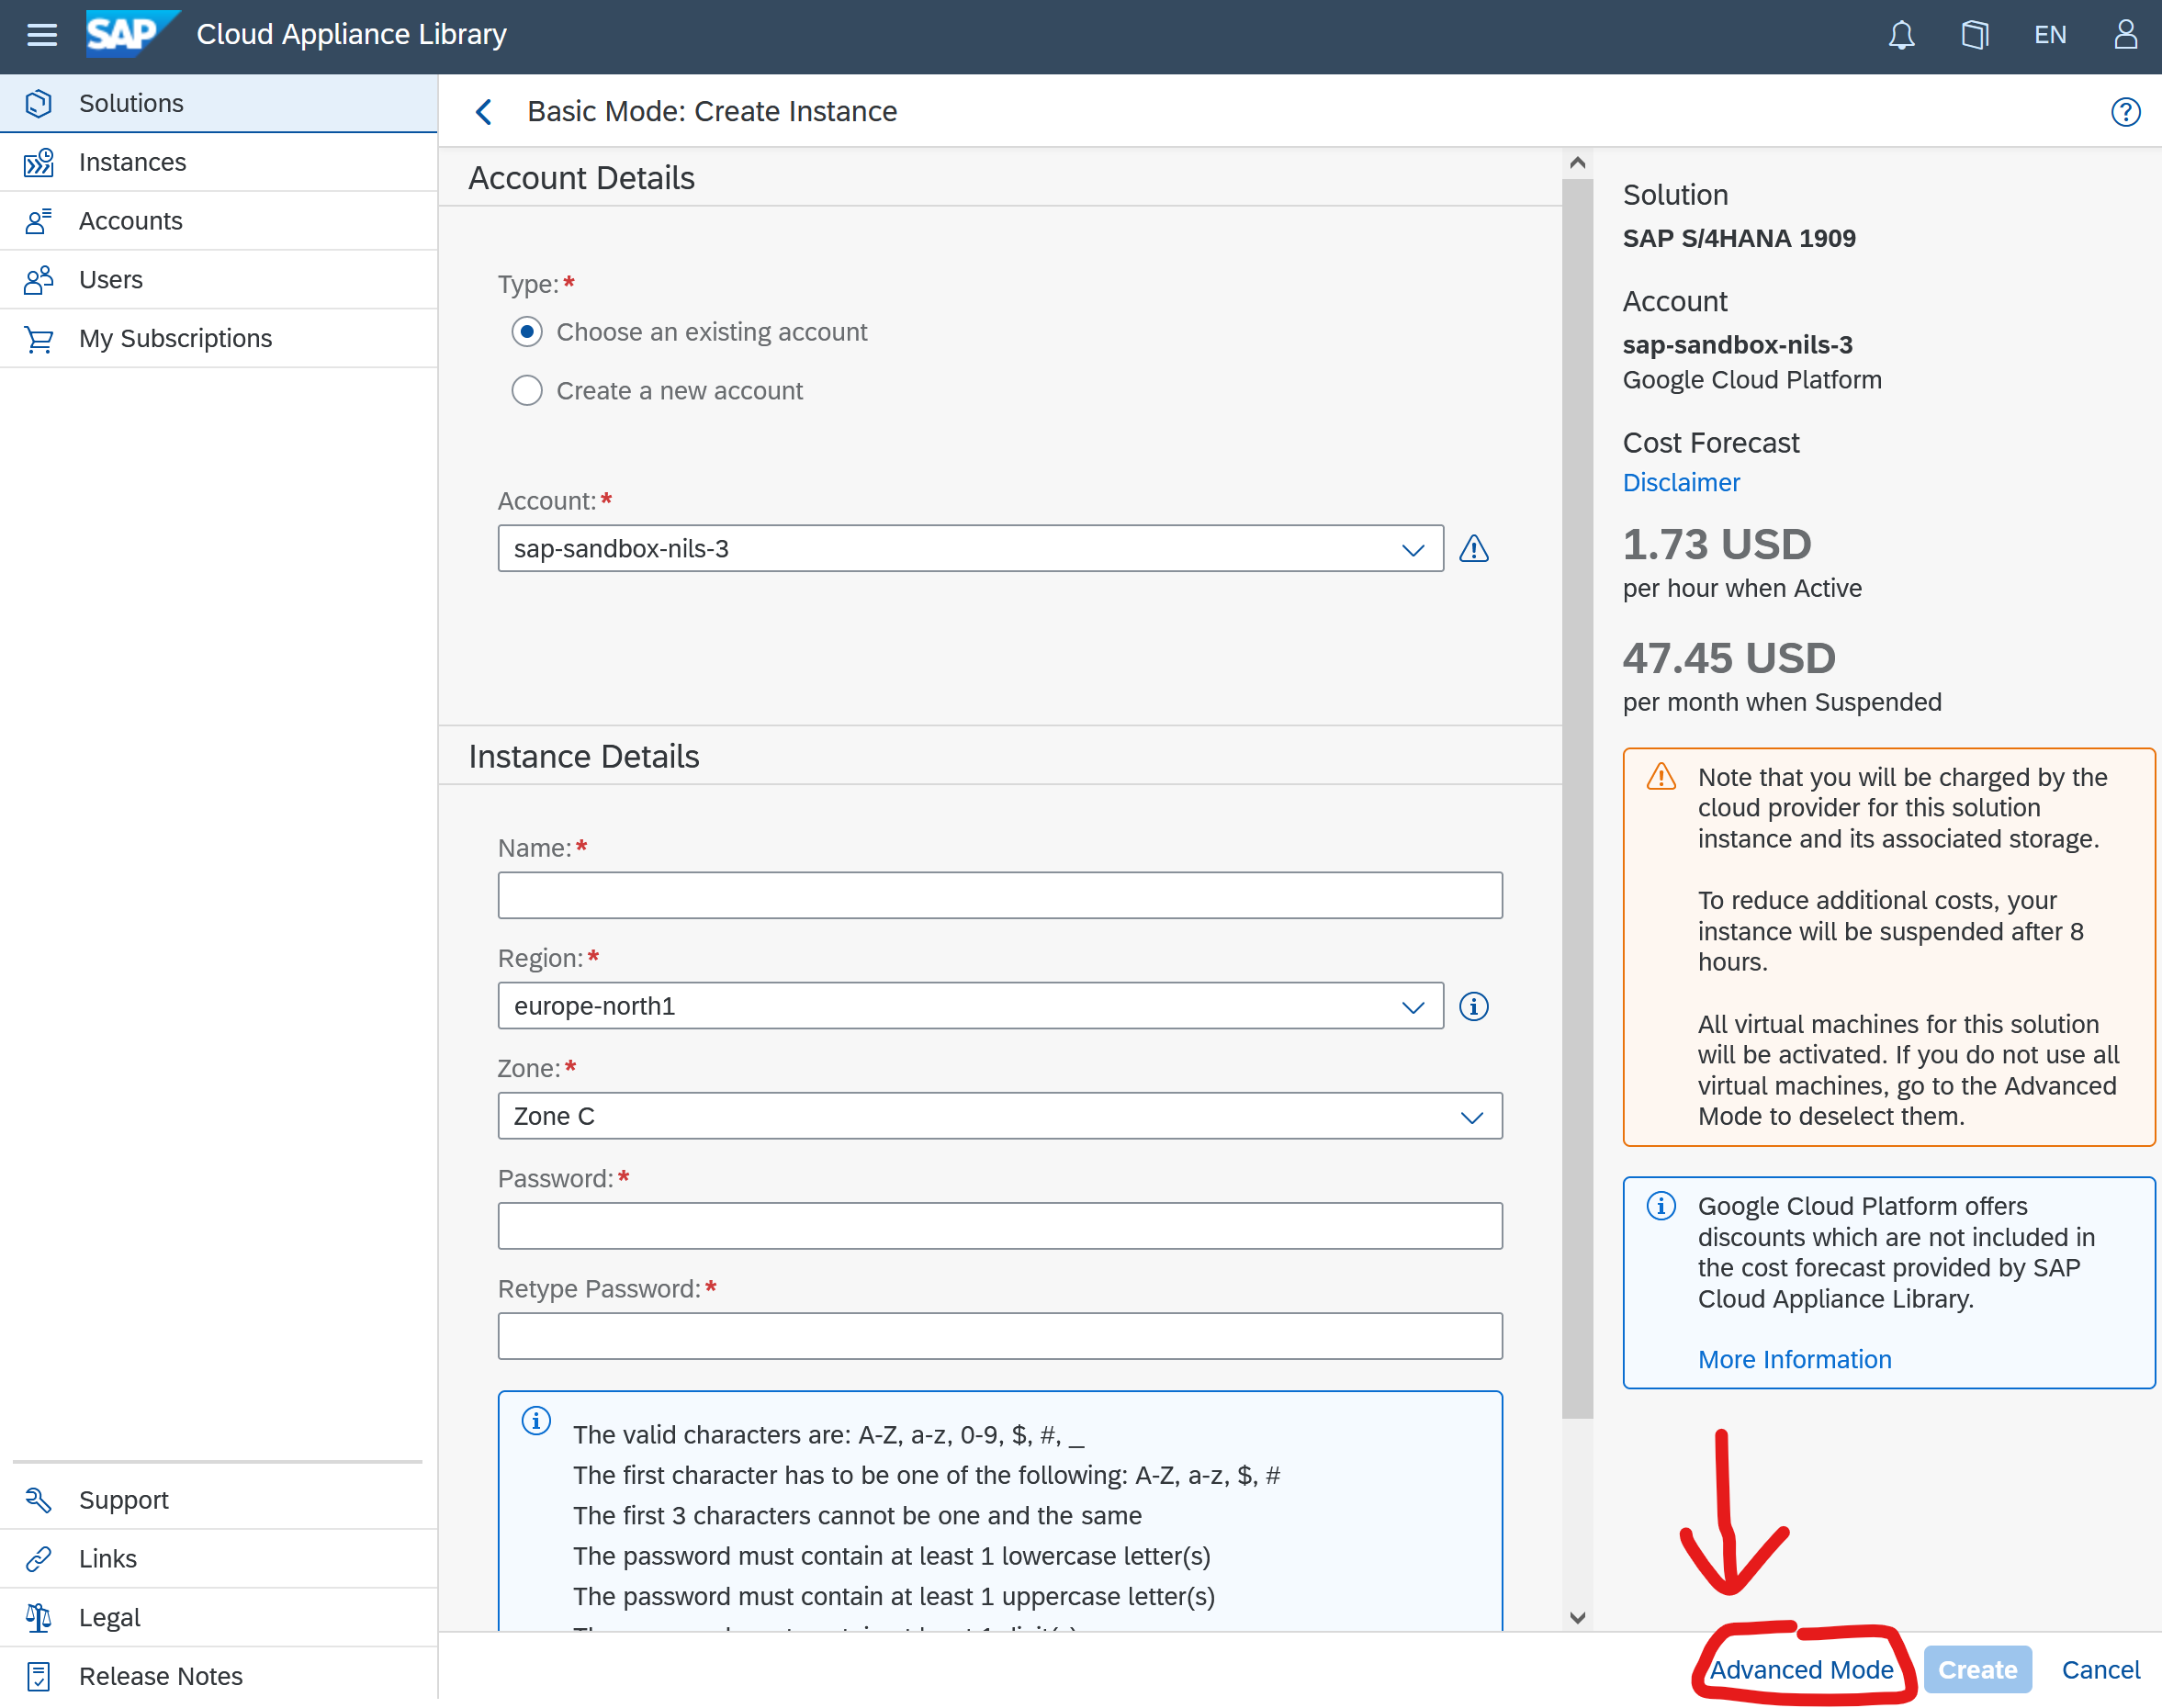 SAP Cloud Appliance Library
EN
Solutions
Instances
Accounts
Users
My Subscriptions
Support
Links
Legal
Release Notes
Basic Mode: Create Instance
Account Details
Type:*
Choose an existing account
Create a new account
Account:*
sap-sandbox-nils-3
Instance Details
Name:*
Region:*
europe-north1
Zone:*
Zone C
Password:*
Retype Password:*
The valid characters are: A-Z, a-z, 0-9, $, #, _
The first character has to be one of the following: A-Z, a-z, $, #
The first 3 characters cannot be one and the same
The password must contain at least 1 lowercase letter(s)
The password must contain at least 1 uppercase letter(s)
Solution
SAP S/4HANA 1909
Account
sap-sandbox-nils-3
Google Cloud Platform
Cost Forecast
Disclaimer
1.73 USD
per hour when Active
47.45 USD
per month when Suspended
Note that you will be charged by the
cloud provider for this solution
instance and its associated storage.
To reduce additional costs, your
instance will be suspended after 8
hours.
All virtual machines for this solution
will be activated. If you do not use all
virtual machines, go to the Advanced
Mode to deselect them.
Google Cloud Platform offers
discounts which are not included in
the cost forecast provided by SAP
Cloud Appliance Library.
More Information
Advanced Mode
Create
Cancel